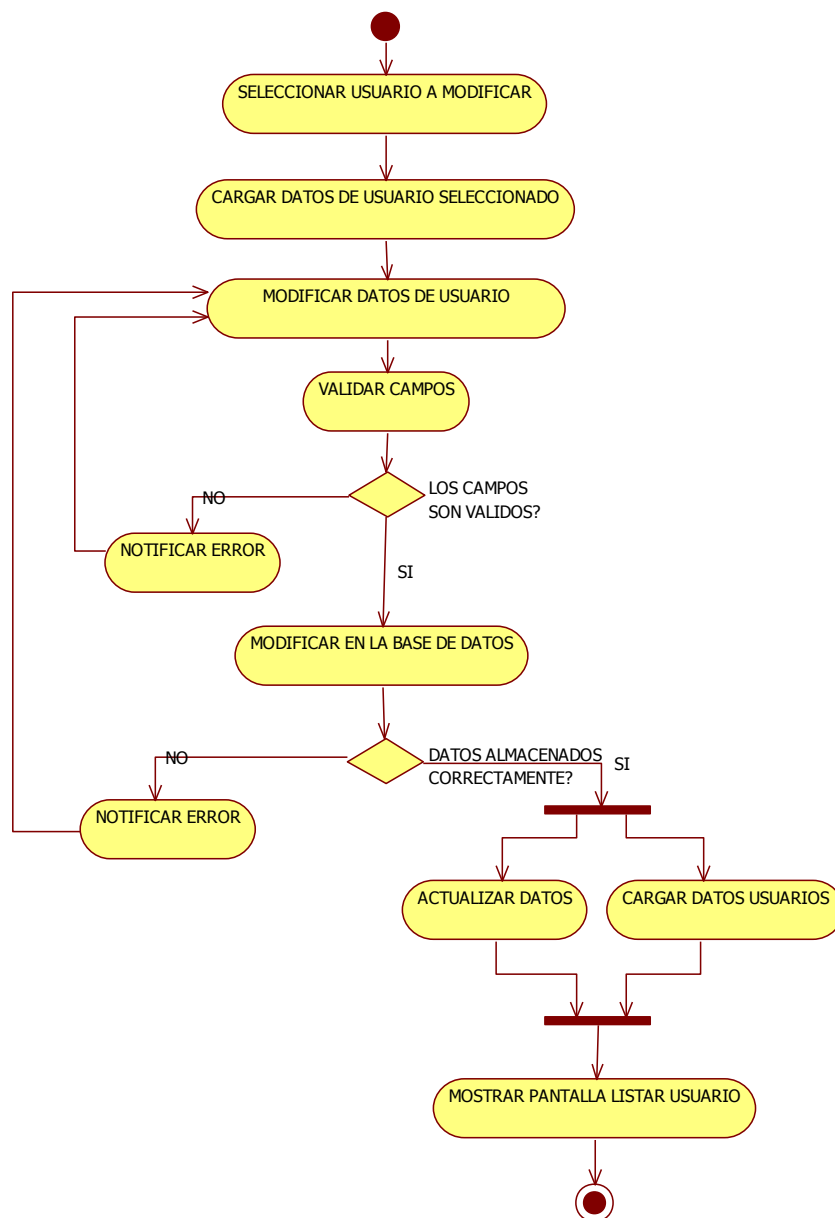 SELECCIONAR USUARIO A MODIFICAR
CARGAR DATOS DE USUARIO SELECCIONADO
MODIFICAR DATOS DE USUARIO
VALIDAR CAMPOS
LOS CAMPOS
SON VALIDOS?
NO
NOTIFICAR ERROR
SI
MODIFICAR EN LA BASE DE DATOS
DATOS ALMACENADOS
CORRECTAMENTE?
NO
SI
NOTIFICAR ERROR
ACTUALIZAR DATOS
CARGAR DATOS USUARIOS
MOSTRAR PANTALLA LISTAR USUARIO